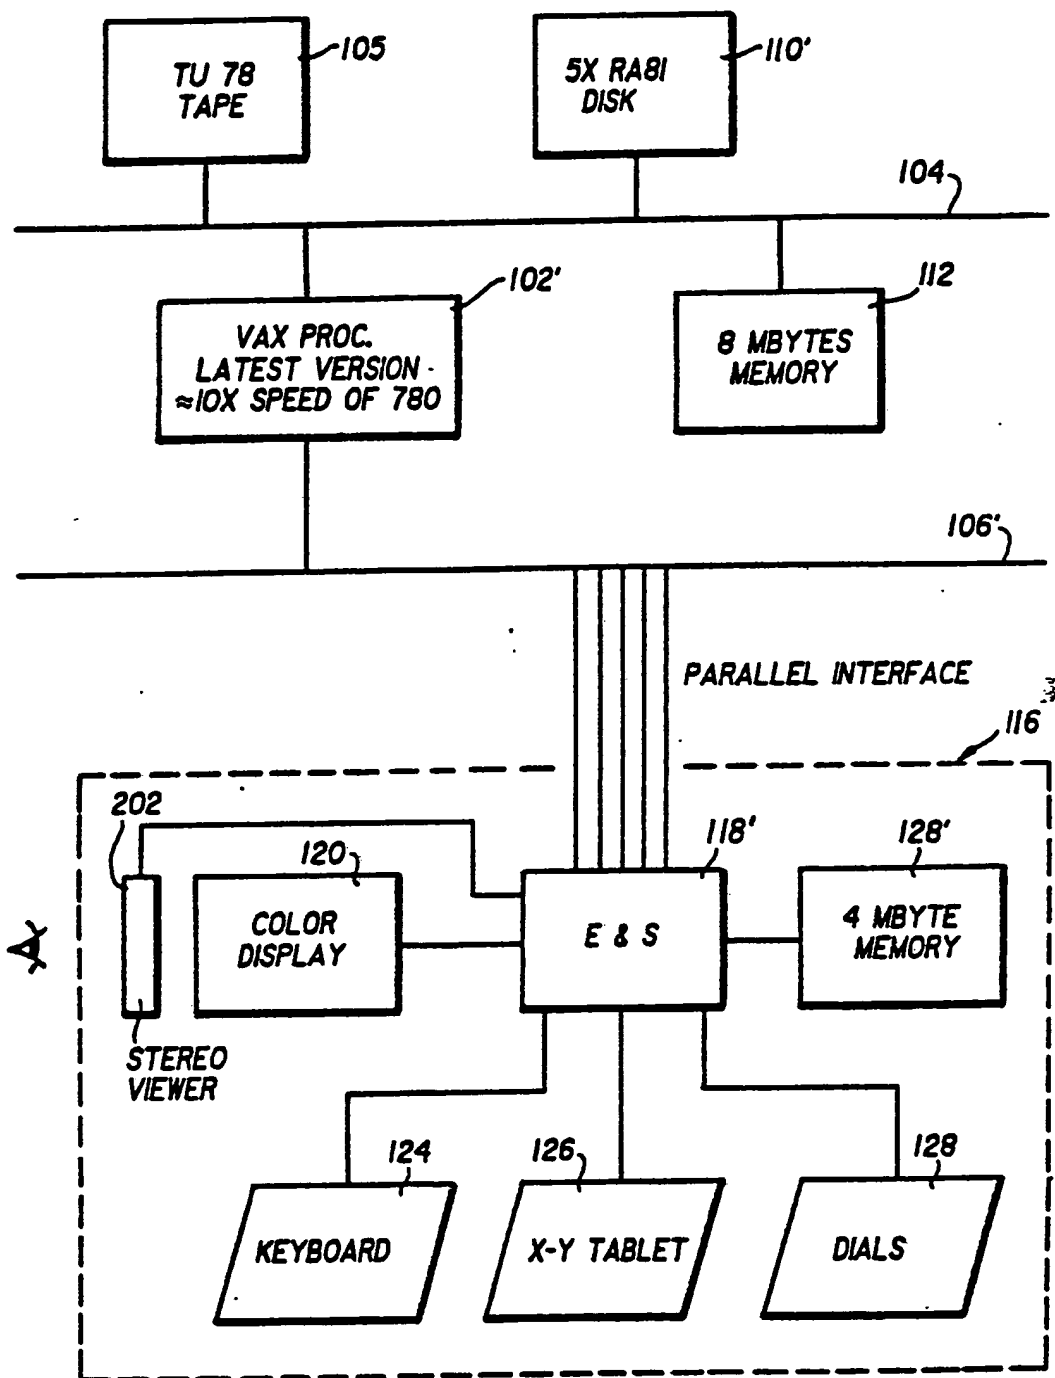 105
TU 78
TAPE
110'
5X RA81
DISK
104
102'
VAX PROC.
LATEST VERSION
≈10X SPEED OF 780
112
8 MBYTES
MEMORY
106'
PARALLEL INTERFACE
116
202
120
COLOR
DISPLAY
118'
E & S
128'
4 MBYTE
MEMORY
STEREO
VIEWER
124
KEYBOARD
126
X-Y TABLET
128
DIALS